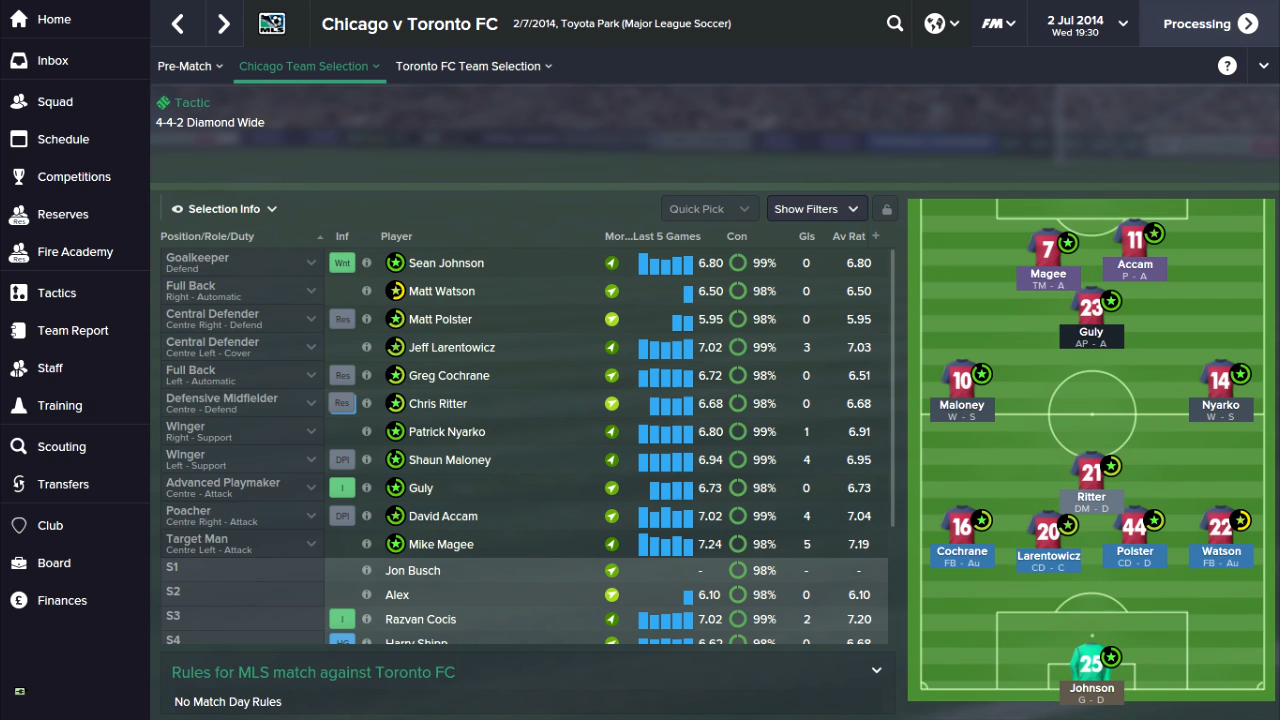 Home
Inbox
Squad
Schedule
Competitions
Res
Reserves
Res
Fire Academy
Tactics
Team Report
Staff
Training
Scouting
Transfers
Club
Board
£ Finances
MLS
Chicago v Toronto FC
2/7/2014, Toyota Park (Major League Soccer)
FM
2 Jul 2014
Wed 19:30
Processing
Pre-Match
Chicago Team Selection
Toronto FC Team Selection
?
Tactic
4-4-2 Diamond Wide
Selection Info
Quick Pick
Show Filters
Position/Role/Duty Inf Player Mor... Last 5 Games Con Gls Av Rat +
Goalkeeper
Defend
Wnt Sean Johnson 6.80 99% 0 6.80
Full Back
Right - Automatic
Matt Watson 6.50 98% 0 6.50
Central Defender
Centre Right - Defend
Res Matt Polster 5.95 98% 0 5.95
Central Defender
Centre Left - Cover
Jeff Larentowicz 7.02 99% 3 7.03
Full Back
Left - Automatic
Res Greg Cochrane 6.72 98% 0 6.51
Defensive Midfielder
Centre - Defend
Res Chris Ritter 6.68 98% 0 6.68
Winger
Right - Support
Patrick Nyarko 6.80 99% 1 6.91
Winger
Left - Support
DPI Shaun Maloney 6.94 99% 4 6.95
Advanced Playmaker
Centre - Attack
I Guly 6.73 98% 0 6.73
Poacher
Centre Right - Attack
DPI David Accam 7.02 99% 4 7.04
Target Man
Centre Left - Attack
Mike Magee 7.24 98% 5 7.19
S1 Jon Busch - 98% - -
S2 Alex 6.10 98% 0 6.10
S3 I Razvan Cocis 7.02 99% 2 7.20
S4 HG Harry Shipp 6.62 98% 0 6.68
Rules for MLS match against Toronto FC
No Match Day Rules
11
Accam
P - A
7
Magee
TM - A
23
Guly
AP - A
10
Maloney
W - S
14
Nyarko
W - S
21
Ritter
DM - D
16
Cochrane
FB - Au
20
Larentowicz
CD - C
44
Polster
CD - D
22
Watson
FB - Au
25
Johnson
G - D